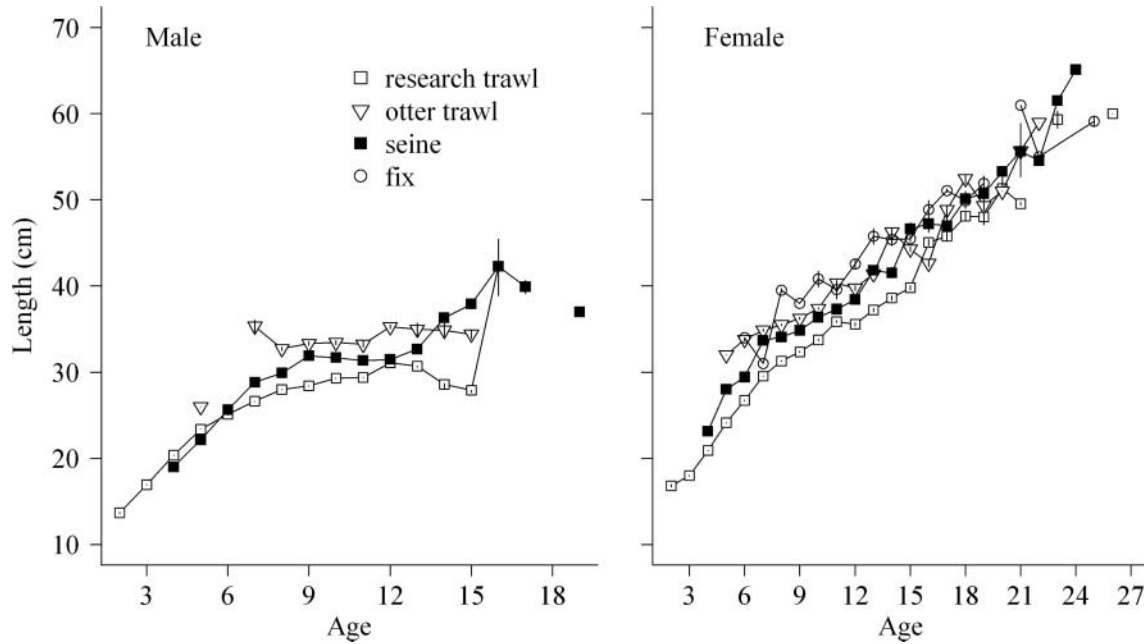 Male
research trawl
otter trawl
seine
fix
Female
Length (cm)
70
60
50
40
30
20
10
3 6 9 12 15 18
Age
3 6 9 12 15 18 21 24 27
Age